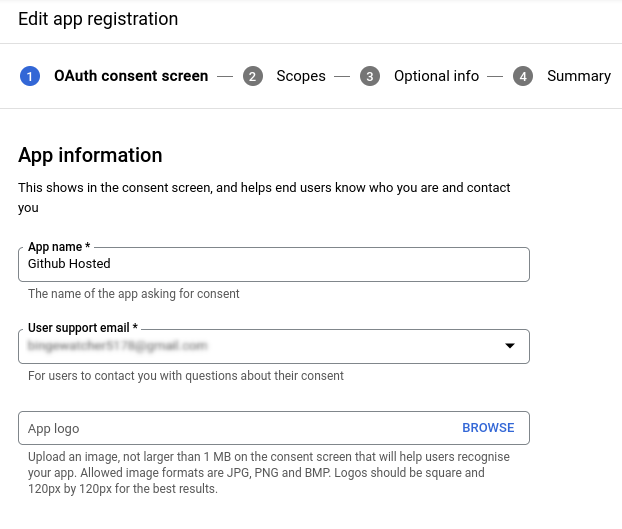 Edit app registration
1 OAuth consent screen — 2 Scopes — 3 Optional info — 4 Summary
App information
This shows in the consent screen, and helps end users know who you are and contact
you
App name *
Github Hosted
The name of the app asking for consent
User support email *
For users to contact you with questions about their consent
App logo BROWSE
Upload an image, not larger than 1 MB on the consent screen that will help users recognise
your app. Allowed image formats are JPG, PNG and BMP. Logos should be square and
120px by 120px for the best results.